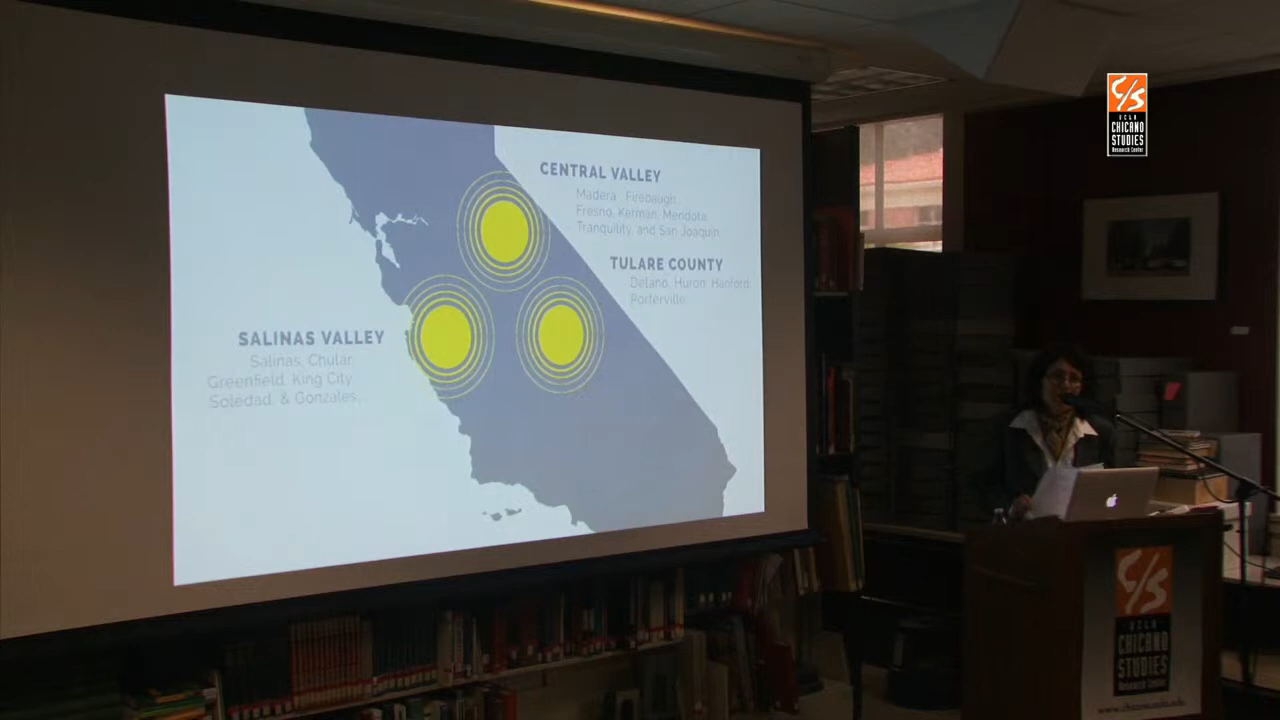 CENTRAL VALLEY
Madera, Firebaugh,
Fresno, Kerman, Mendota,
Tranquility, and San Joaquin
TULARE COUNTY
Delano, Huron, Hanford,
Porterville
SALINAS VALLEY
Salinas, Chular,
Greenfield, King City
Soledad, & Gonzales,
C/S
UCLA
CHICANO
STUDIES
Research Center
C/S
UCLA
CHICANO
STUDIES
Research Center